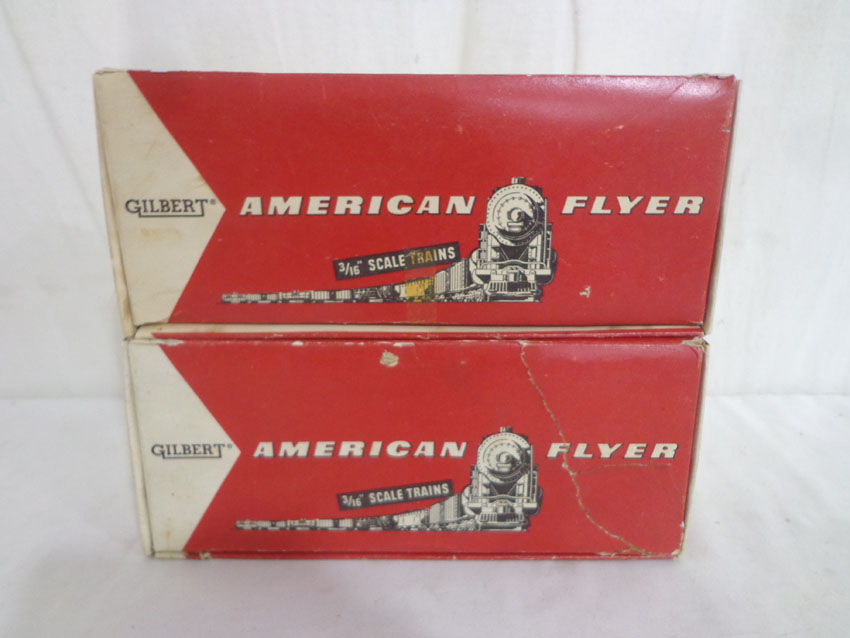 GILBERT® AMERICAN FLYER
3/16" SCALE TRAINS
GILBERT® AMERICAN FLYER
3/16" SCALE TRAINS